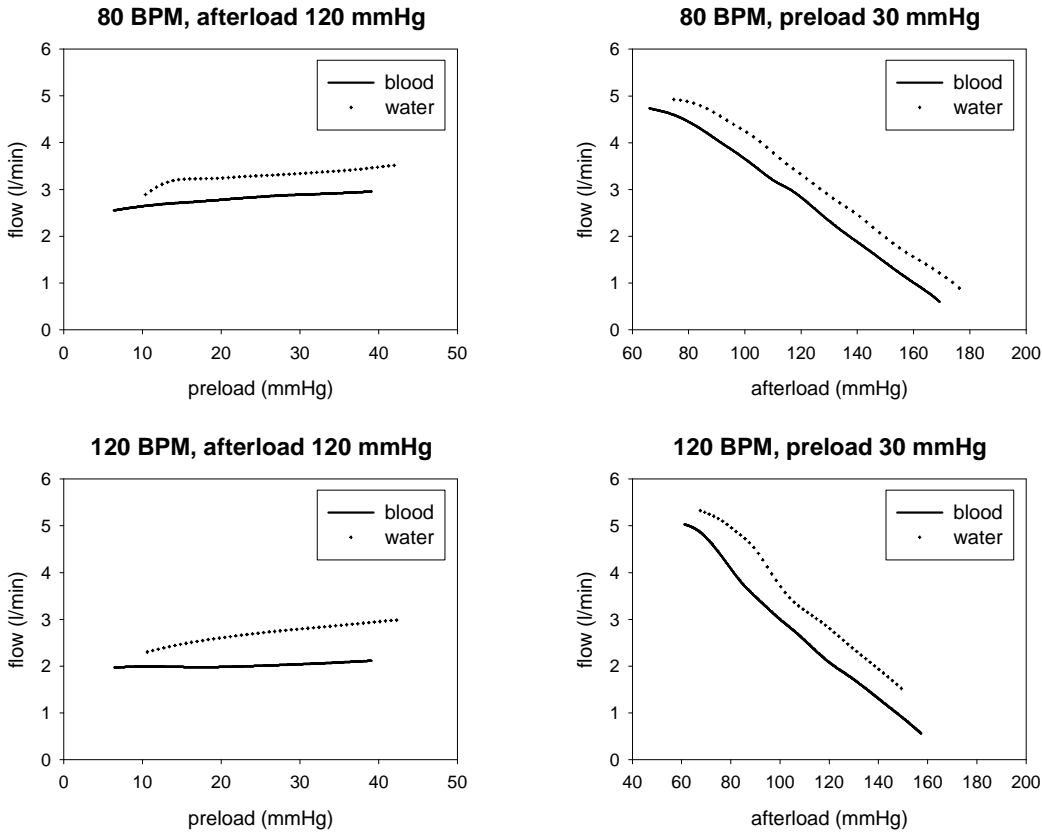 80 BPM, afterload 120 mmHg
flow (l/min)
6
5
4
3
2
1
0
blood
water
0 10 20 30 40 50
preload (mmHg)
80 BPM, preload 30 mmHg
flow (l/min)
6
5
4
3
2
1
0
blood
water
60 80 100 120 140 160 180 200
afterload (mmHg)
120 BPM, afterload 120 mmHg
flow (l/min)
6
5
4
3
2
1
0
blood
water
0 10 20 30 40 50
preload (mmHg)
120 BPM, preload 30 mmHg
flow (l/min)
6
5
4
3
2
1
0
blood
water
40 60 80 100 120 140 160 180 200
afterload (mmHg)